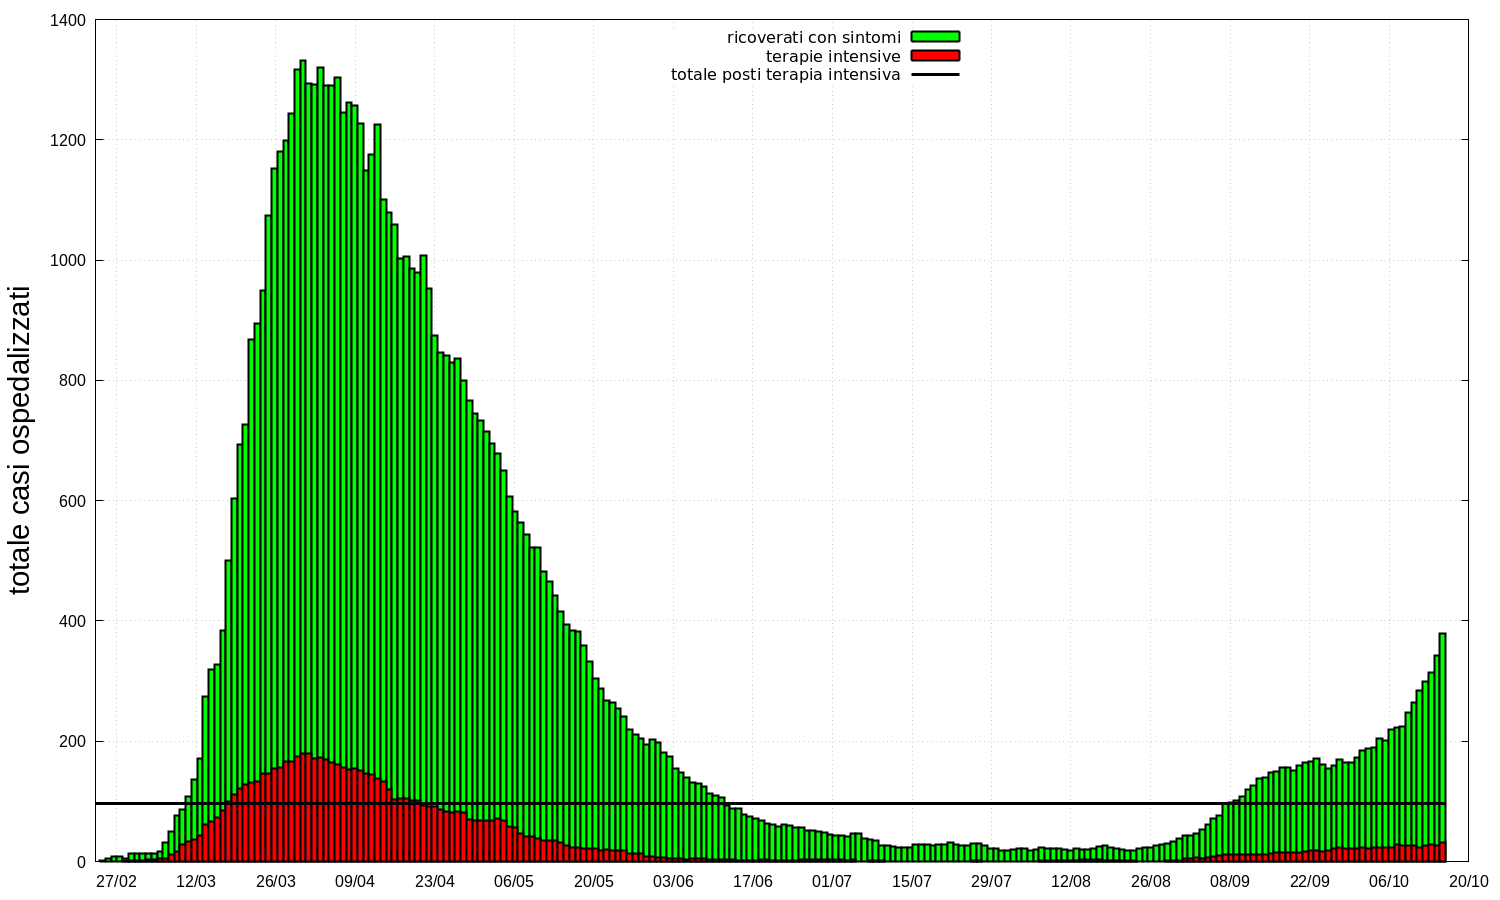 ricoverati con sintomi
terapie intensive
totale posti terapia intensiva
totale casi ospedalizzati
1400
1200
1000
800
600
400
200
0
27/02 12/03 26/03 09/04 23/04 06/05 20/05 03/06 17/06 01/07 15/07 29/07 12/08 26/08 08/09 22/09 06/10 20/10